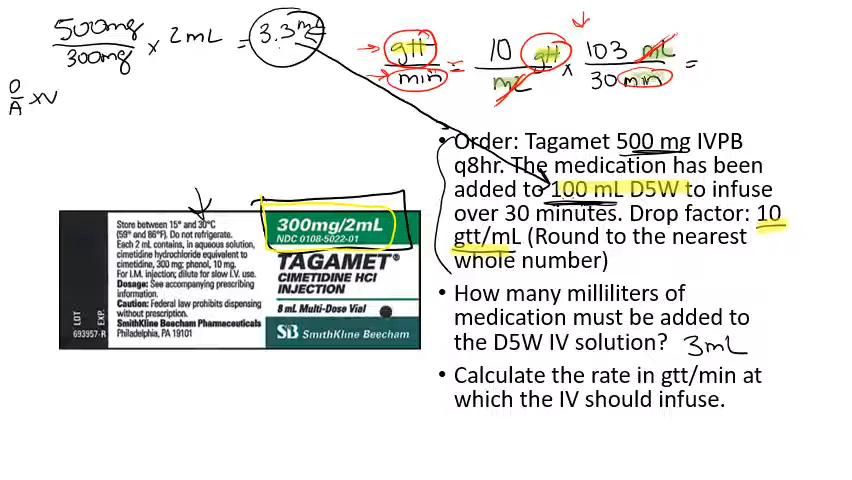 500mg
300mg
× 2mL = 3.3mL
gtt
min
=
10 gtt
mL
×
103 mL
30 min
=
D
A
×V
• Order: Tagamet 500 mg IVPB
q8hr. The medication has been
added to 100 mL D5W to infuse
over 30 minutes. Drop factor: 10
gtt/mL (Round to the nearest
whole number)
• How many milliliters of
medication must be added to
the D5W IV solution? 3mL
• Calculate the rate in gtt/min at
which the IV should infuse.
LOT
EXP.
693957-R
Store between 15° and 30°C
(59° and 86°F). Do not refrigerate.
Each 2 mL contains, in aqueous solution,
cimetidine hydrochloride equivalent to
cimetidine, 300 mg; phenol, 10 mg.
For I.M. injection; dilute for slow I.V. use.
Dosage: See accompanying prescribing
information.
Caution: Federal law prohibits dispensing
without prescription.
SmithKline Beecham Pharmaceuticals
Philadelphia, PA 19101
300mg/2mL
NDC 0108-5022-01
TAGAMET®
CIMETIDINE HCl
INJECTION
8 mL Multi-Dose Vial
SB SmithKline Beecham